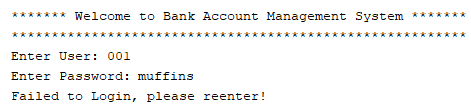 ******* Welcome to Bank Account Management System *******
*********************************************************
Enter User: 001
Enter Password: muffins
Failed to Login, please reenter!